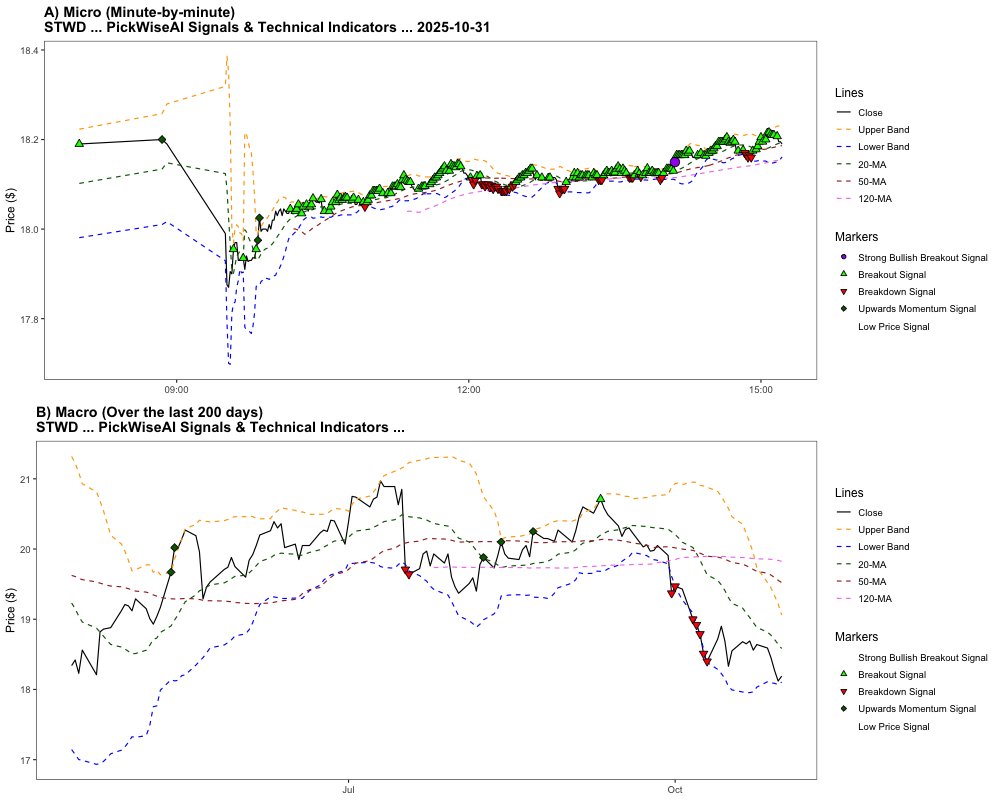 A) Micro (Minute-by-minute)
STWD ... PickWiseAI Signals & Technical Indicators ... 2025-10-31
Price ($)
18.4
18.2
18.0
17.8
09:00
12:00
15:00
Lines
Close
Upper Band
Lower Band
20-MA
50-MA
120-MA
Markers
Strong Bullish Breakout Signal
Breakout Signal
Breakdown Signal
Upwards Momentum Signal
Low Price Signal
B) Macro (Over the last 200 days)
STWD ... PickWiseAI Signals & Technical Indicators ...
Price ($)
21
20
19
18
17
Jul
Oct
Lines
Close
Upper Band
Lower Band
20-MA
50-MA
120-MA
Markers
Strong Bullish Breakout Signal
Breakout Signal
Breakdown Signal
Upwards Momentum Signal
Low Price Signal